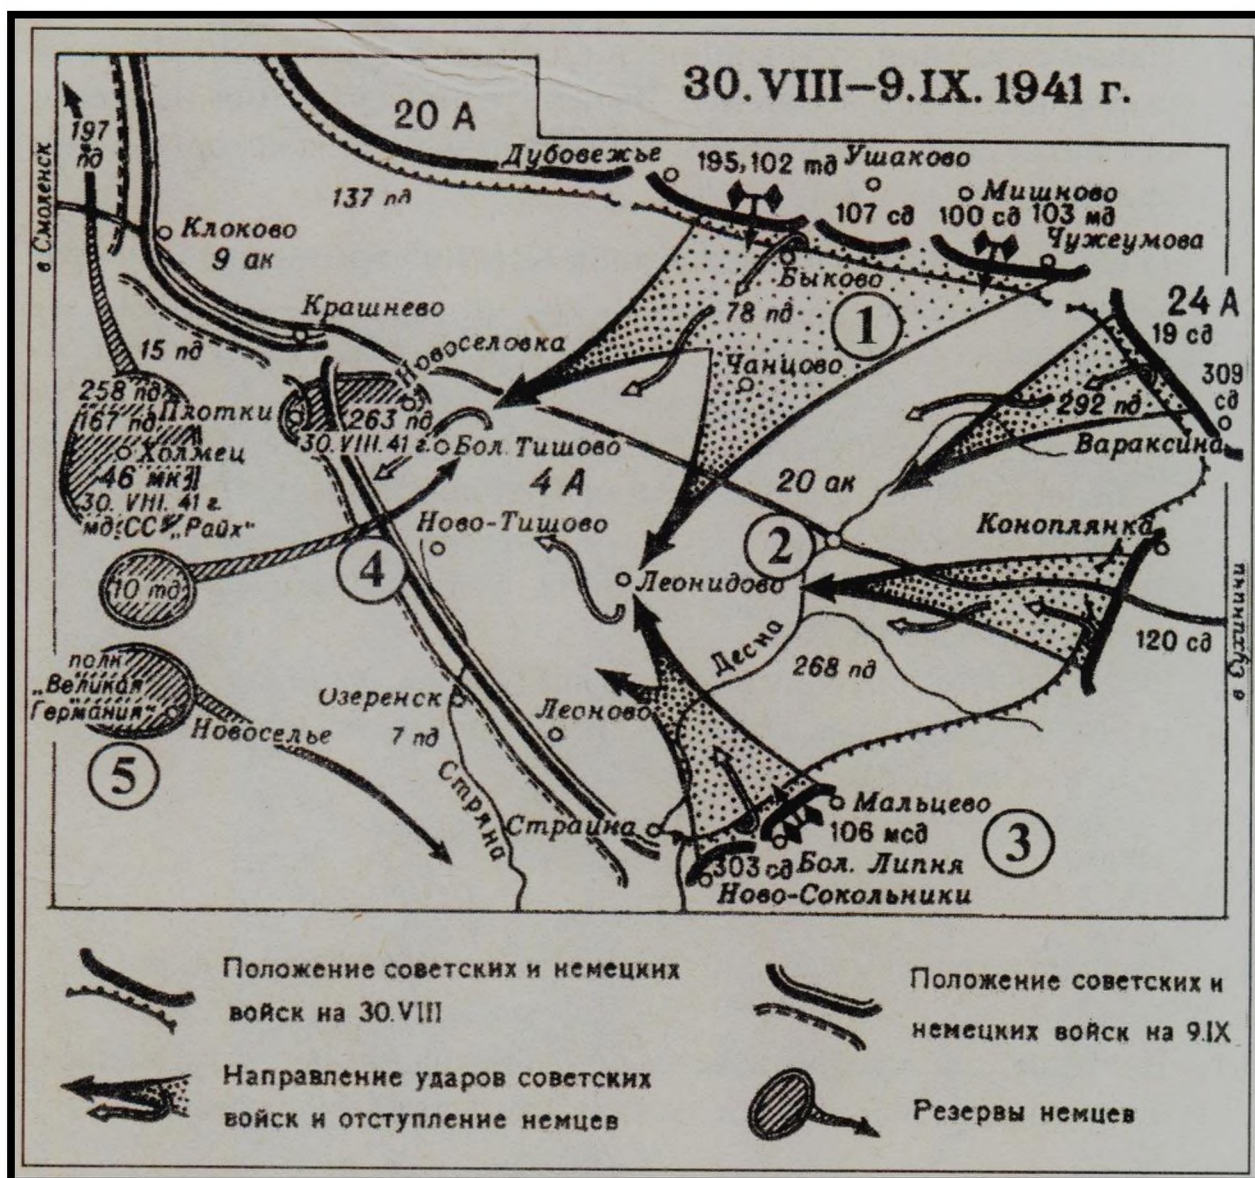 30.VIII–9.IX. 1941 г.
20 А
197
пд
в Смоленск
Дубовежье
195,102 тд
Ушаково
137 пд
107 сд
Мишново
100 сд 103 мд
Чужеумова
Клоково
9 ак
Быково
24 А
19 сд
Крашнево
78 пд
1
15 пд
Новоселовка
Чанцово
309
сд
258 пд
167 пд
Плотки
263 пд
292 пд
Холмец
30.VIII.41 г.
Бол. Тишово
Вараксина
46 мк
30. VIII. 41 г.
мд СС „Райх“
4 А
20 ак
Ново-Тишово
2
Коноплянка
10 тд
4
Леонидово
в Сухиничи
полк
„Великая
Германия“
Десна
268 пд
120 сд
Озеренск
Леоново
Новоселье
7 пд
5
Стряна
Страина
Мальцево
106 мсд
3
303 сд
Бол. Липня
Ново-Сокольники
Положение советских и немецких
войск на 30.VIII
Положение советских и
немецких войск на 9.IX
Направление ударов советских
войск и отступление немцев
Резервы немцев